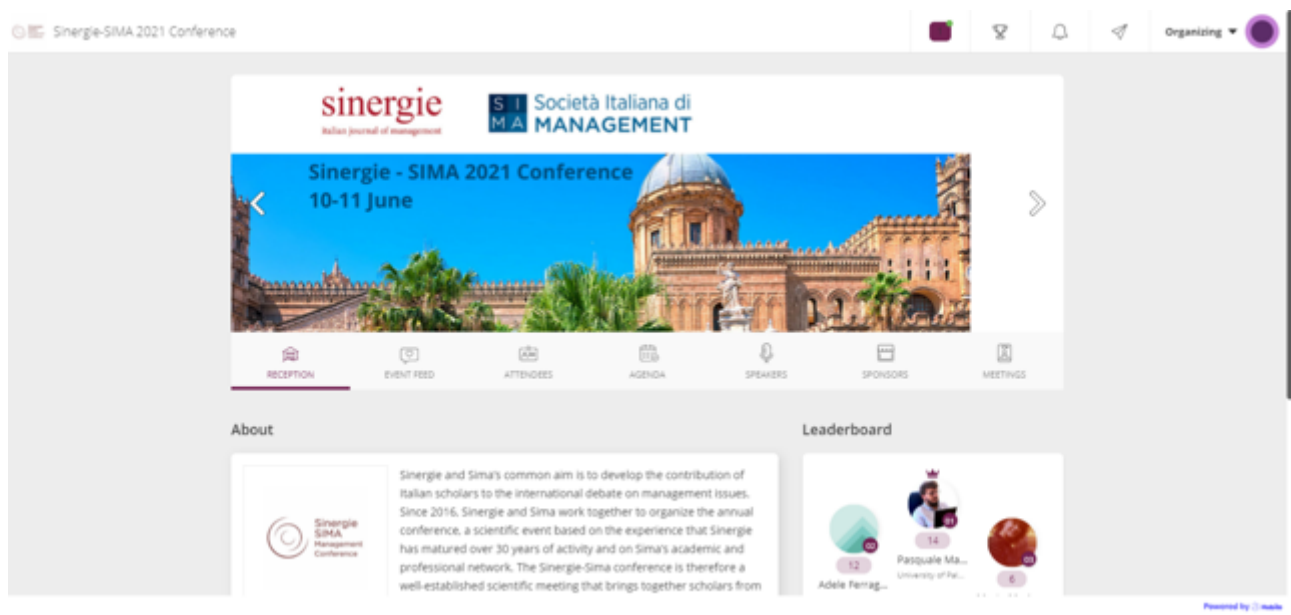 Sinergie-SIMA 2021 Conference
Organizing
sinergie
Italian journal of management
SI Società Italiana di
MA MANAGEMENT
Sinergie - SIMA 2021 Conference
10-11 June
RECEPTION
EVENT FEED
ATTENDEES
AGENDA
SPEAKERS
SPONSORS
MEETINGS
About
Sinergie
SIMA
Management
Conference
Sinergie and Sima's common aim is to develop the contribution of
Italian scholars to the international debate on management issues.
Since 2016, Sinergie and Sima work together to organize the annual
conference, a scientific event based on the experience that Sinergie
has matured over 30 years of activity and on Sima's academic and
professional network. The Sinergie-Sima conference is therefore a
well-established scientific meeting that brings together scholars from
Leaderboard
01
14
Pasquale Ma...
University of Pal...
02
12
Adele Ferrag...
03
6
Powered by